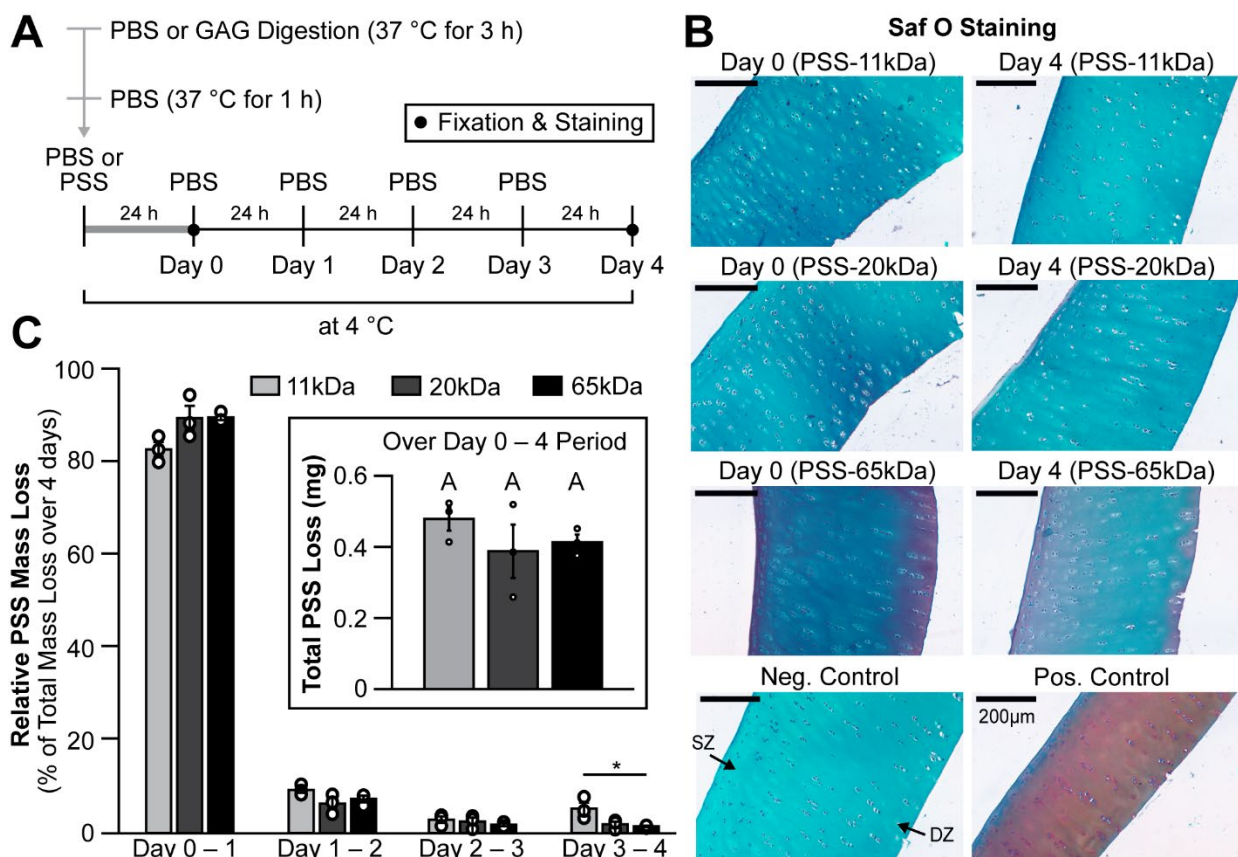 A
PBS or GAG Digestion (37 °C for 3 h)
PBS (37 °C for 1 h)
Fixation & Staining
PBS or
PSS
PBS
PBS
PBS
PBS
24 h
24 h
24 h
24 h
24 h
Day 0
Day 1
Day 2
Day 3
Day 4
at 4 °C
B
Saf O Staining
Day 0 (PSS-11kDa)
Day 4 (PSS-11kDa)
Day 0 (PSS-20kDa)
Day 4 (PSS-20kDa)
Day 0 (PSS-65kDa)
Day 4 (PSS-65kDa)
Neg. Control
Pos. Control
SZ
DZ
200µm
C
Relative PSS Mass Loss
(% of Total Mass Loss over 4 days)
100
80
60
40
20
0
11kDa
20kDa
65kDa
Over Day 0 – 4 Period
Total PSS Loss (mg)
0.6
0.4
0.2
0
A
A
A
*
Day 0 – 1
Day 1 – 2
Day 2 – 3
Day 3 – 4